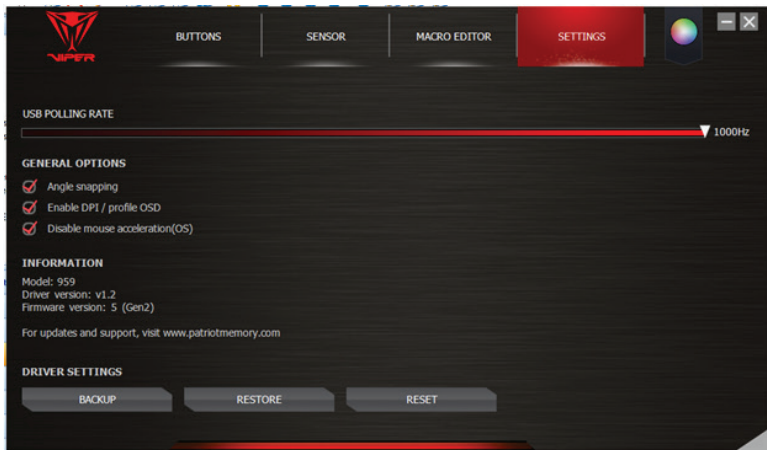 VIPER
BUTTONS
SENSOR
MACRO EDITOR
SETTINGS
USB POLLING RATE
1000Hz
GENERAL OPTIONS
Angle snapping
Enable DPI / profile OSD
Disable mouse acceleration(OS)
INFORMATION
Model: 959
Driver version: v1.2
Firmware version: 5 (Gen2)
For updates and support, visit www.patriotmemory.com
DRIVER SETTINGS
BACKUP
RESTORE
RESET